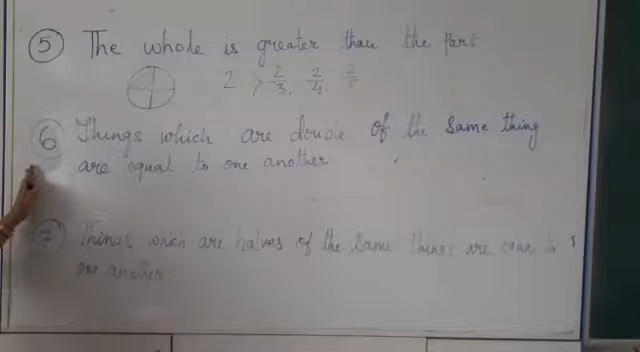 5 The whole is greater than the Part
2 > 2/3, 2/4,
6 Things which are double of the same thing
are equal to one another
7 Things which are halves of the same things are equal to
one another